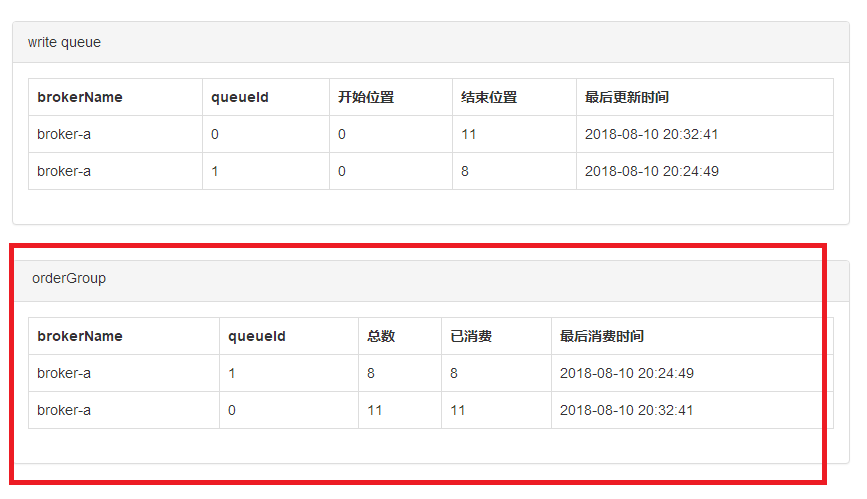 write queue
brokerName queueId 开始位置 结束位置 最后更新时间
broker-a 0 0 11 2018-08-10 20:32:41
broker-a 1 0 8 2018-08-10 20:24:49
orderGroup
brokerName queueId 总数 已消费 最后消费时间
broker-a 1 8 8 2018-08-10 20:24:49
broker-a 0 11 11 2018-08-10 20:32:41